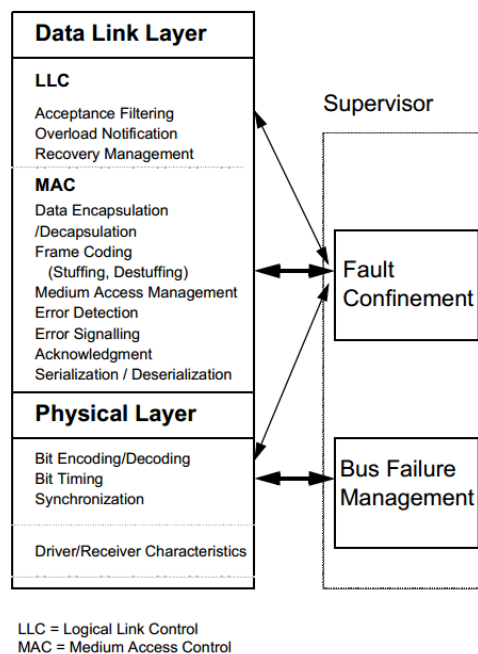 Data Link Layer
LLC
Acceptance Filtering
Overload Notification
Recovery Management
MAC
Data Encapsulation
/Decapsulation
Frame Coding
(Stuffing, Destuffing)
Medium Access Management
Error Detection
Error Signalling
Acknowledgment
Serialization / Deserialization
Physical Layer
Bit Encoding/Decoding
Bit Timing
Synchronization
Driver/Receiver Characteristics
Supervisor
Fault
Confinement
Bus Failure
Management
LLC = Logical Link Control
MAC = Medium Access Control